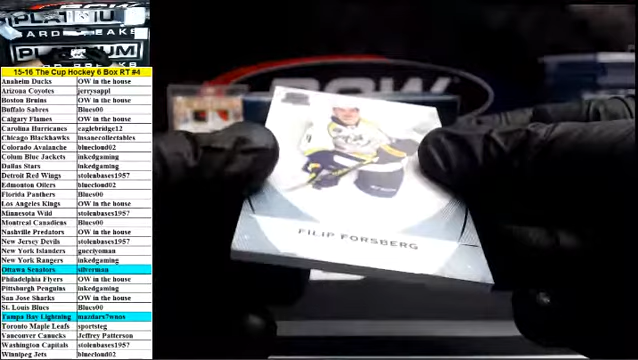 PLATINUM
CARD BREAKS
PLATINUM
15-16 The Cup Hockey 6 Box RT #4
Anaheim Ducks OW in the house
Arizona Coyotes jerrysappl
Boston Bruins OW in the house
Buffalo Sabres Blues00
Calgary Flames OW in the house
Carolina Hurricanes eaglebridge12
Chicago Blackhawks insanecollectables
Colorado Avalanche bluecloud02
Colum Blue Jackets inkedgaming
Dallas Stars inkedgaming
Detroit Red Wings stolenbases1957
Edmonton Oilers bluecloud02
Florida Panthers Blues00
Los Angeles Kings OW in the house
Minnesota Wild stolenbases1957
Montreal Canadiens Blues00
Nashville Predators OW in the house
New Jersey Devils stolenbases1957
New York Islanders gucciyoman
New York Rangers inkedgaming
Ottawa Senators silverman
Philadelphia Flyers OW in the house
Pittsburgh Penguins inkedgaming
San Jose Sharks OW in the house
St. Louis Blues Blues00
Tampa Bay Lightning
Toronto Maple Leafs sportsteg
Vancouver Canucks Jeffrey Patterson
Washington Capitals stolenbases1957
Winnipeg Jets bluecloud02
FILIP FORSBERG